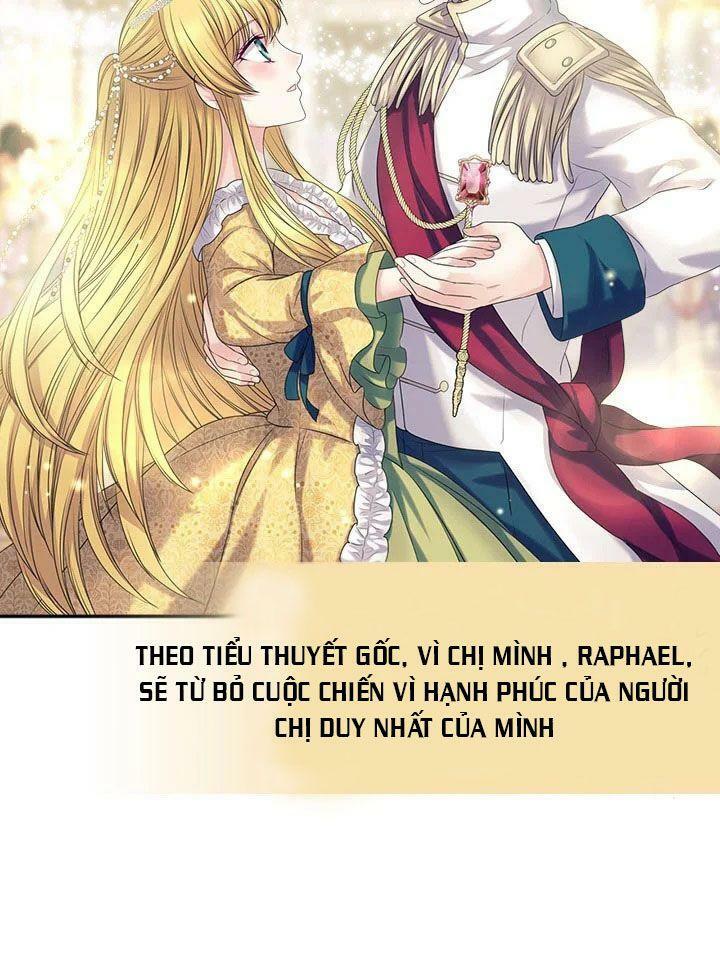 THEO TIỂU THUYẾT GỐC, VÌ CHỊ MÌNH , RAPHAEL,
SẼ TỪ BỎ CUỘC CHIẾN VÌ HẠNH PHÚC CỦA NGƯỜI
CHỊ DUY NHẤT CỦA MÌNH